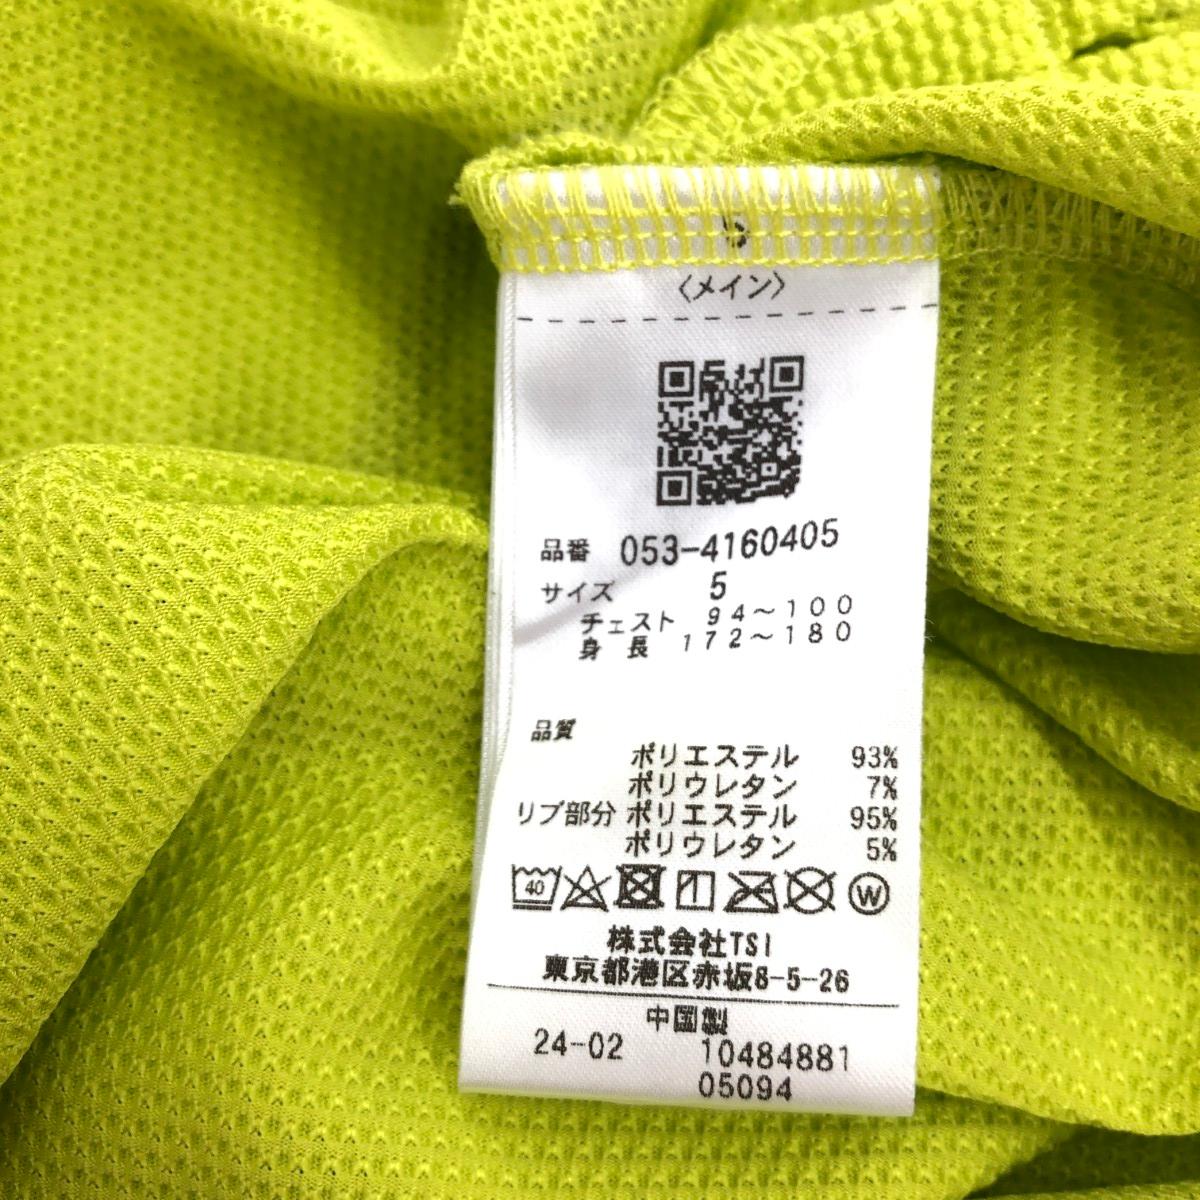 5
〈メイン〉
品番 053-4160405
サイズ 5
チェスト 94～100
身長 172～180
品質
ポリエステル 93%
ポリウレタン 7%
リブ部分 ポリエステル 95%
ポリウレタン 5%
40 W
株式会社TSI
東京都港区赤坂8-5-26
中国製
24-02 10484881
05094